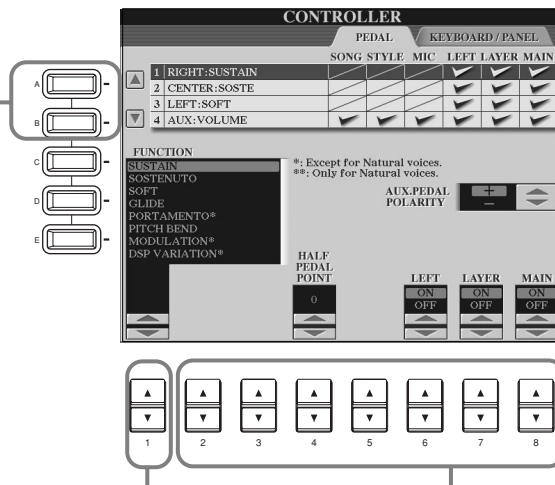 CONTROLLER
PEDAL KEYBOARD / PANEL
SONG STYLE MIC LEFT LAYER MAIN
1 RIGHT:SUSTAIN
2 CENTER:SOSTE
3 LEFT:SOFT
4 AUX:VOLUME
A
B
C
D
E
FUNCTION
SUSTAIN
SOSTENUTO
SOFT
GLIDE
PORTAMENTO*
PITCH BEND
MODULATION*
DSP VARIATION*
*: Except for Natural voices.
**: Only for Natural voices.
AUX.PEDAL
POLARITY
+
−
HALF
PEDAL
POINT
0
LEFT LAYER MAIN
ON ON ON
OFF OFF OFF
1 2 3 4 5 6 7 8